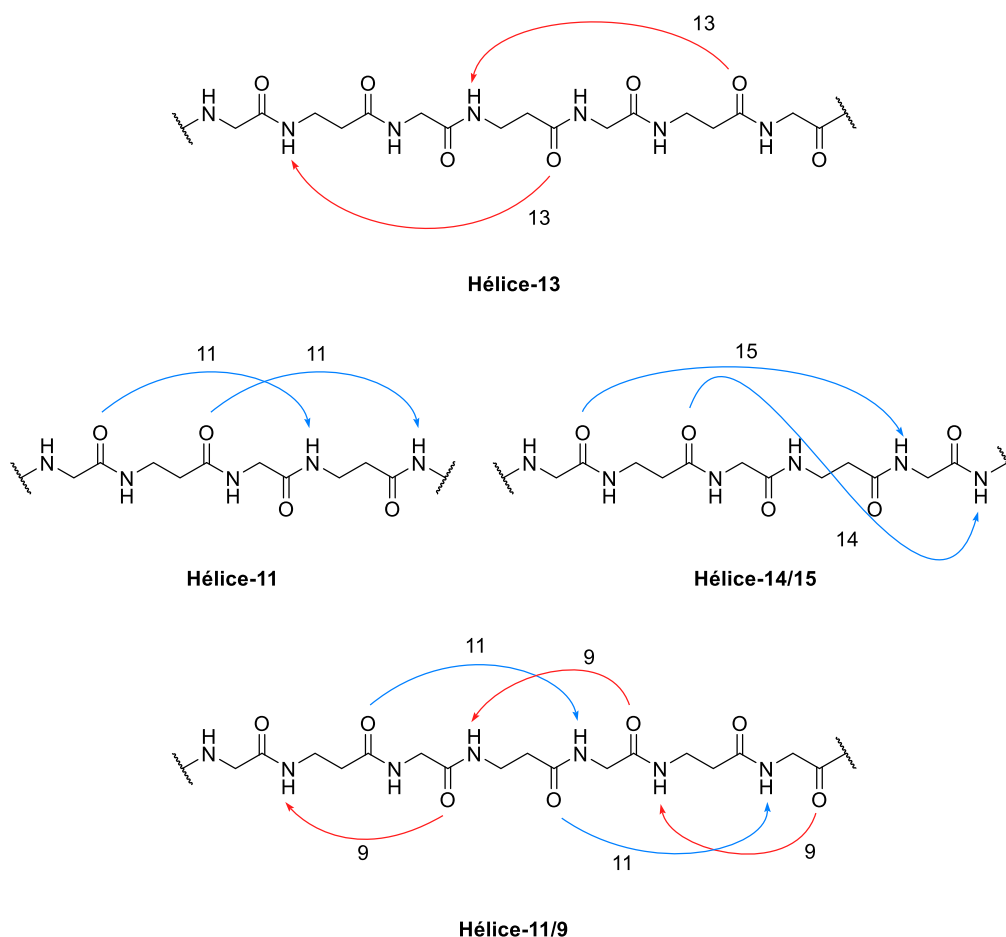 13
H O O H H O O
N N N
N N N N
H H H H
O O O
13
Hélice-13
11 11
H O O H H
N N N
N N
H H
O O
Hélice-11
15
H O O H H O
N N N
N N N
H H H
O O
14
Hélice-14/15
11 9
H O O H H O O
N N N
N N N N
H H H H
O O O
9 11 9
Hélice-11/9